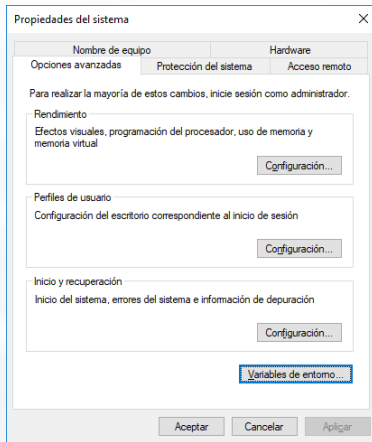 Propiedades del sistema
Nombre de equipo
Hardware
Opciones avanzadas
Protección del sistema
Acceso remoto
Para realizar la mayoría de estos cambios, inicie sesión como administrador.
Rendimiento
Efectos visuales, programación del procesador, uso de memoria y
memoria virtual
Configuración...
Perfiles de usuario
Configuración del escritorio correspondiente al inicio de sesión
Configuración...
Inicio y recuperación
Inicio del sistema, errores del sistema e información de depuración
Configuración...
Variables de entorno...
Aceptar
Cancelar
Aplicar